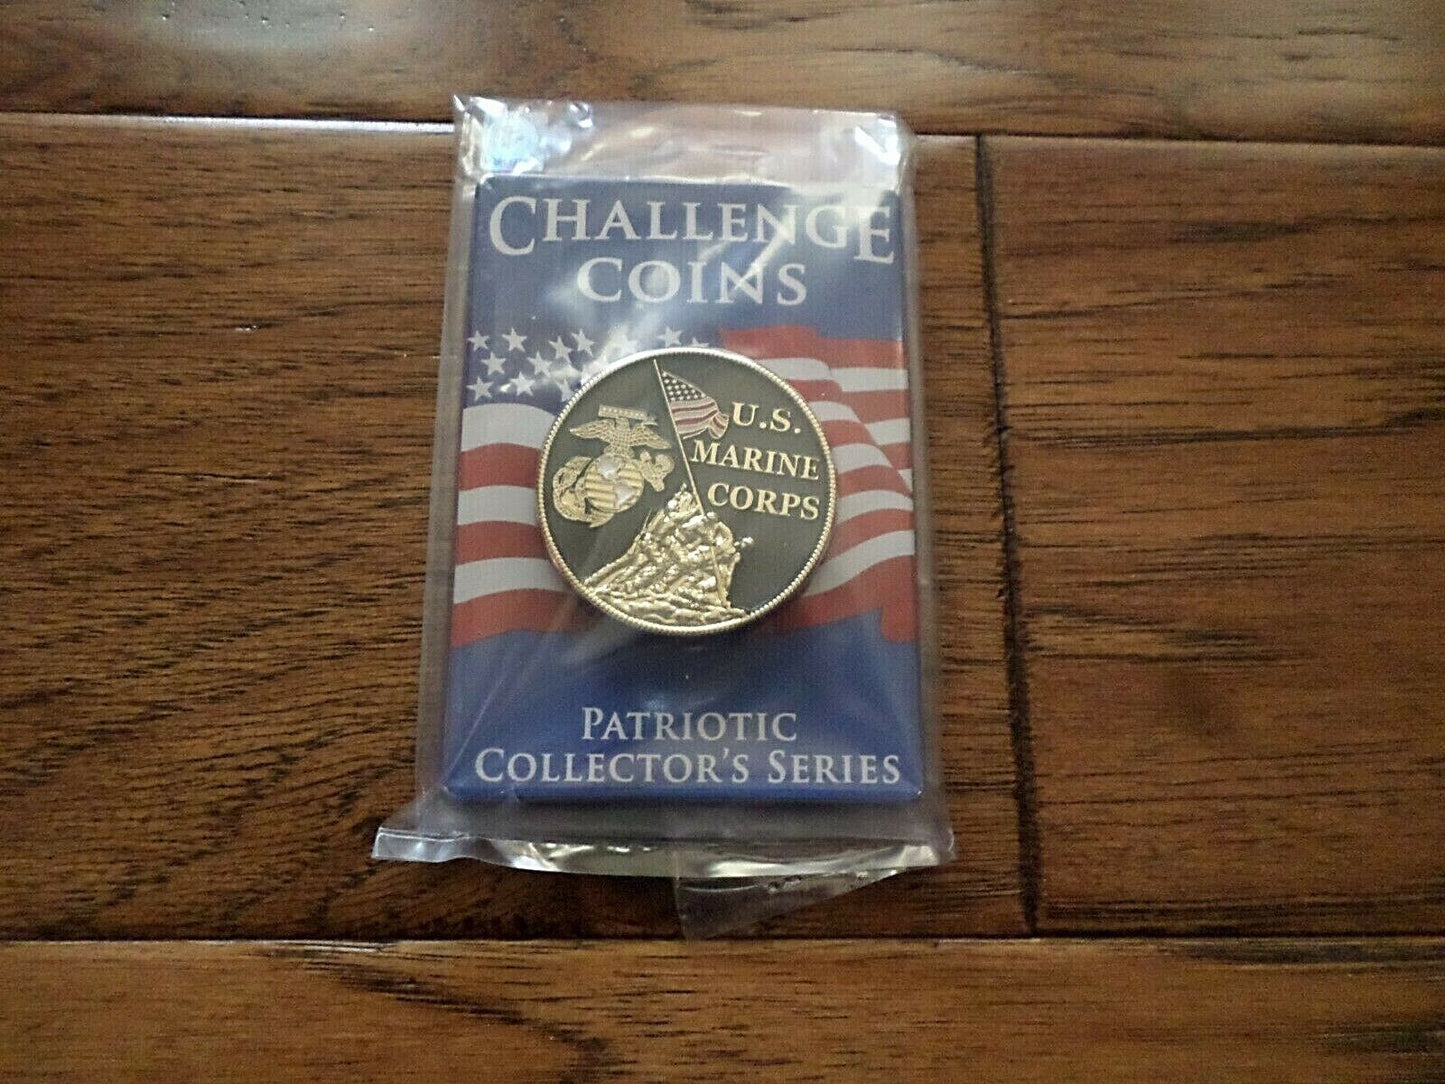 CHALLENGE
COINS
U.S.
MARINE
CORPS
PATRIOTIC
COLLECTOR'S SERIES